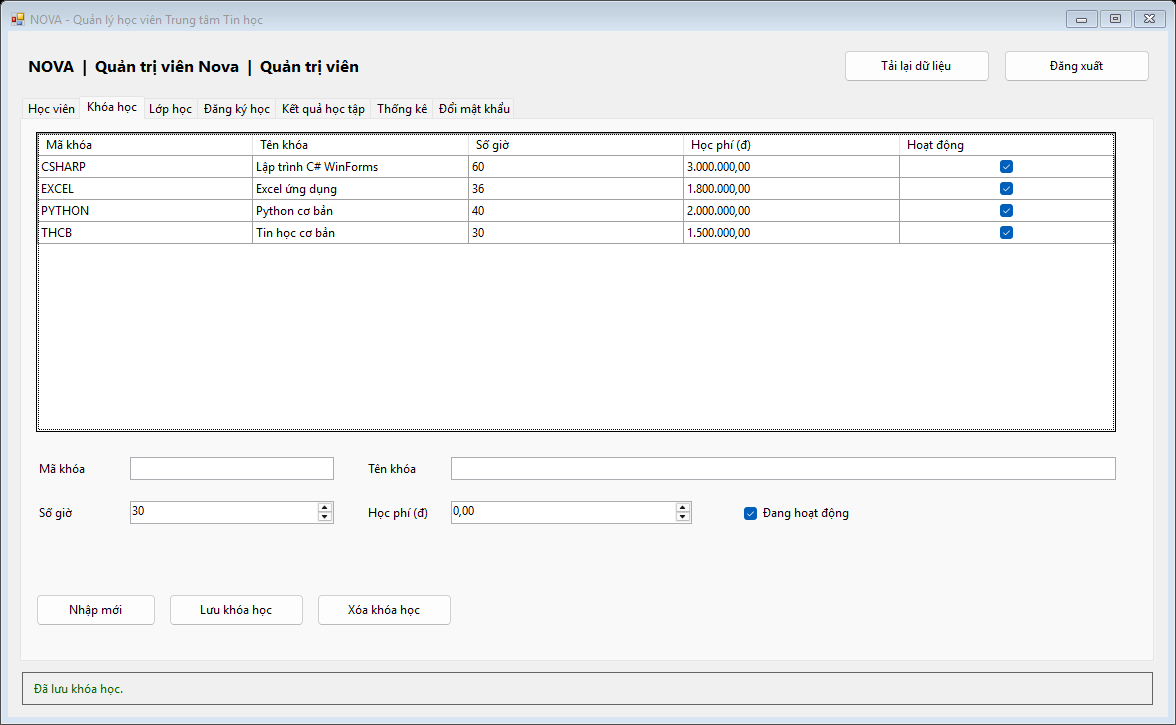 NOVA - Quản lý học viên Trung tâm Tin học
NOVA | Quản trị viên Nova | Quản trị viên
Tải lại dữ liệu
Đăng xuất
Học viên Khóa học Lớp học Đăng ký học Kết quả học tập Thống kê Đổi mật khẩu
Mã khóa Tên khóa Số giờ Học phí (đ) Hoạt động
CSHARP Lập trình C# WinForms 60 3.000.000,00
EXCEL Excel ứng dụng 36 1.800.000,00
PYTHON Python cơ bản 40 2.000.000,00
THCB Tin học cơ bản 30 1.500.000,00
Mã khóa Tên khóa
Số giờ 30 Học phí (đ) 0,00 Đang hoạt động
Nhập mới Lưu khóa học Xóa khóa học
Đã lưu khóa học.